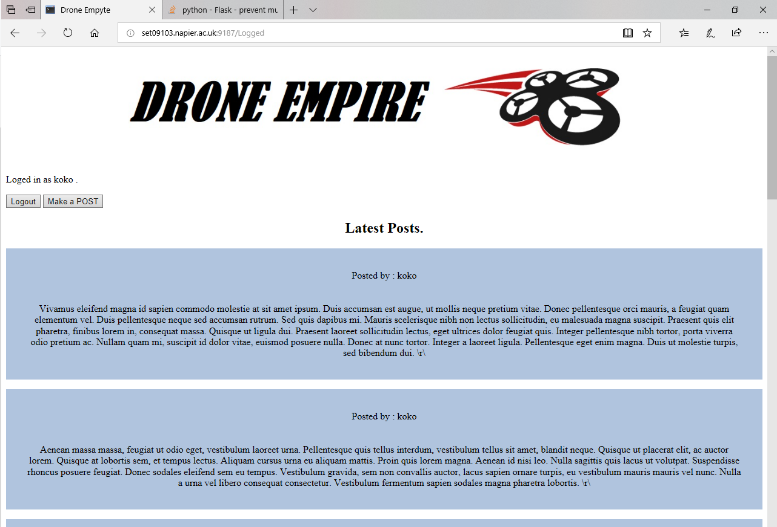 Drone Empyte
python - Flask - prevent mu
set09103.napier.ac.uk:9187/Logged
DRONE EMPIRE
Loged in as koko .
Logout Make a POST
Latest Posts.
Posted by : koko
Vivamus eleifend magna id sapien commodo molestie at sit amet ipsum. Duis accumsan est augue, ut mollis neque pretium vitae. Donec pellentesque orci mauris, a feugiat quam
elementum vel. Duis pellentesque neque sed accumsan rutrum. Sed quis dapibus mi. Mauris scelerisque nibh non lectus sollicitudin, eu malesuada magna suscipit. Praesent quis elit
pharetra, finibus lorem in, consequat massa. Quisque ut ligula dui. Praesent laoreet sollicitudin lectus, eget ultrices dolor feugiat quis. Integer pellentesque nibh tortor, porta viverra
odio pretium ac. Nullam quam mi, suscipit id dolor vitae, euismod posuere nulla. Donec at nunc tortor. Integer a laoreet ligula. Pellentesque eget enim magna. Duis ut molestie turpis,
sed bibendum dui. \r\
Posted by : koko
Aenean massa massa, feugiat ut odio eget, vestibulum laoreet urna. Pellentesque quis tellus interdum, vestibulum tellus sit amet, blandit neque. Quisque ut placerat elit, ac auctor
lorem. Quisque at lobortis sem, et tempus lectus. Aliquam cursus urna eu aliquam mattis. Proin quis lorem magna. Aenean id nisi leo. Nulla sagittis quis lacus ut volutpat. Suspendisse
rhoncus posuere feugiat. Donec sodales eleifend sem eu tempus. Vestibulum gravida, sem non convallis auctor, lacus sapien ornare turpis, eu vestibulum mauris mauris vel nunc. Nulla
a urna vel libero consequat consectetur. Vestibulum fermentum sapien sodales magna pharetra lobortis. \r\